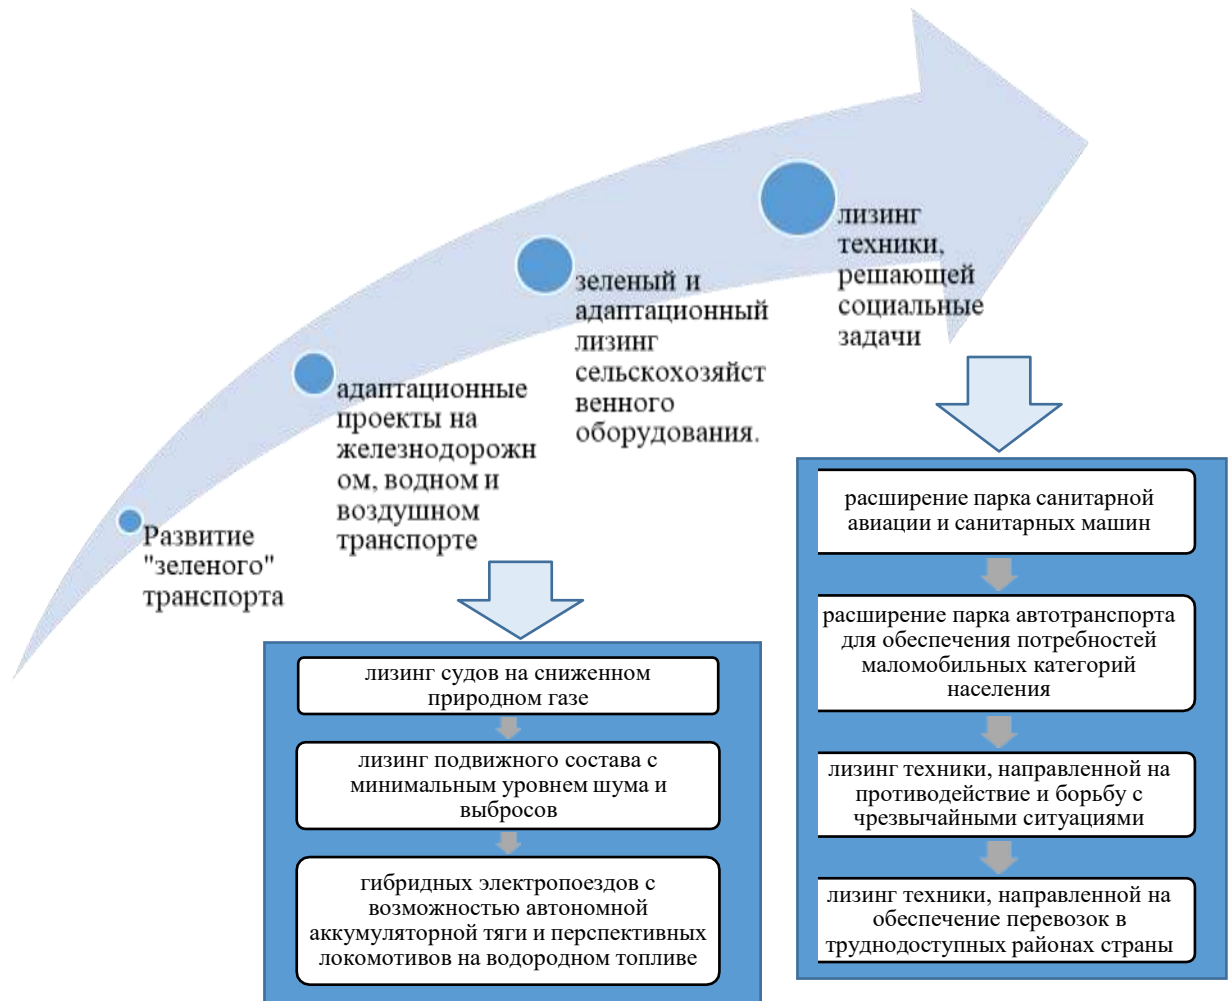 Развитие
"зеленого"
транспорта
адаптационные
проекты на
железнодорожн
ом, водном и
воздушном
транспорте
зеленый и
адаптационный
лизинг
сельскохозяйст
венного
оборудования.
лизинг
техники,
решающей
социальные
задачи
лизинг судов на сниженном
природном газе
лизинг подвижного состава с
минимальным уровнем шума и
выбросов
гибридных электропоездов с
возможностью автономной
аккумуляторной тяги и перспективных
локомотивов на водородном топливе
расширение парка санитарной
авиации и санитарных машин
расширение парка автотранспорта
для обеспечения потребностей
маломобильных категорий
населения
лизинг техники, направленной на
противодействие и борьбу с
чрезвычайными ситуациями
лизинг техники, направленной на
обеспечение перевозок в
труднодоступных районах страны